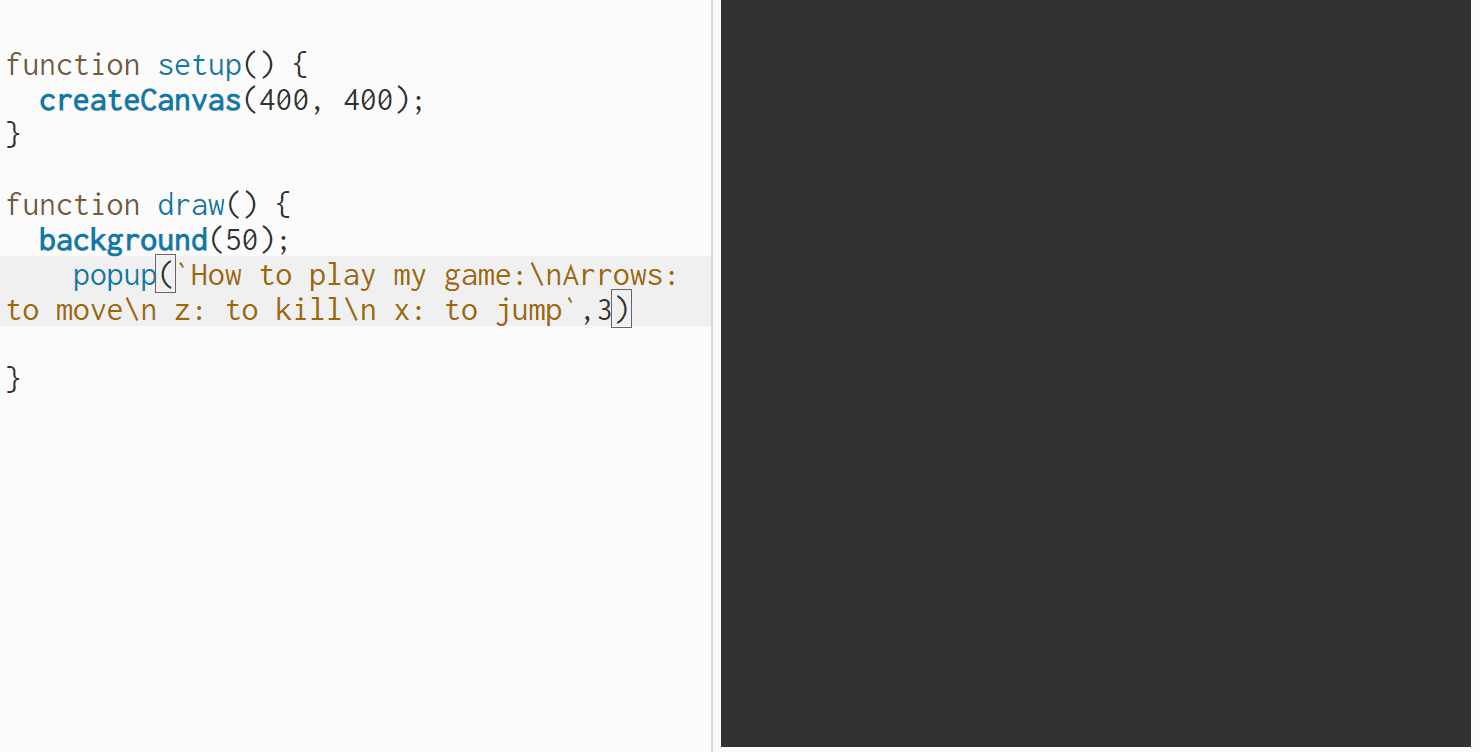 function setup() {
  createCanvas(400, 400);
}
function draw() {
  background(50);
    popup(`How to play my game:\nArrows:
to move\n z: to kill\n x: to jump`,3)
}